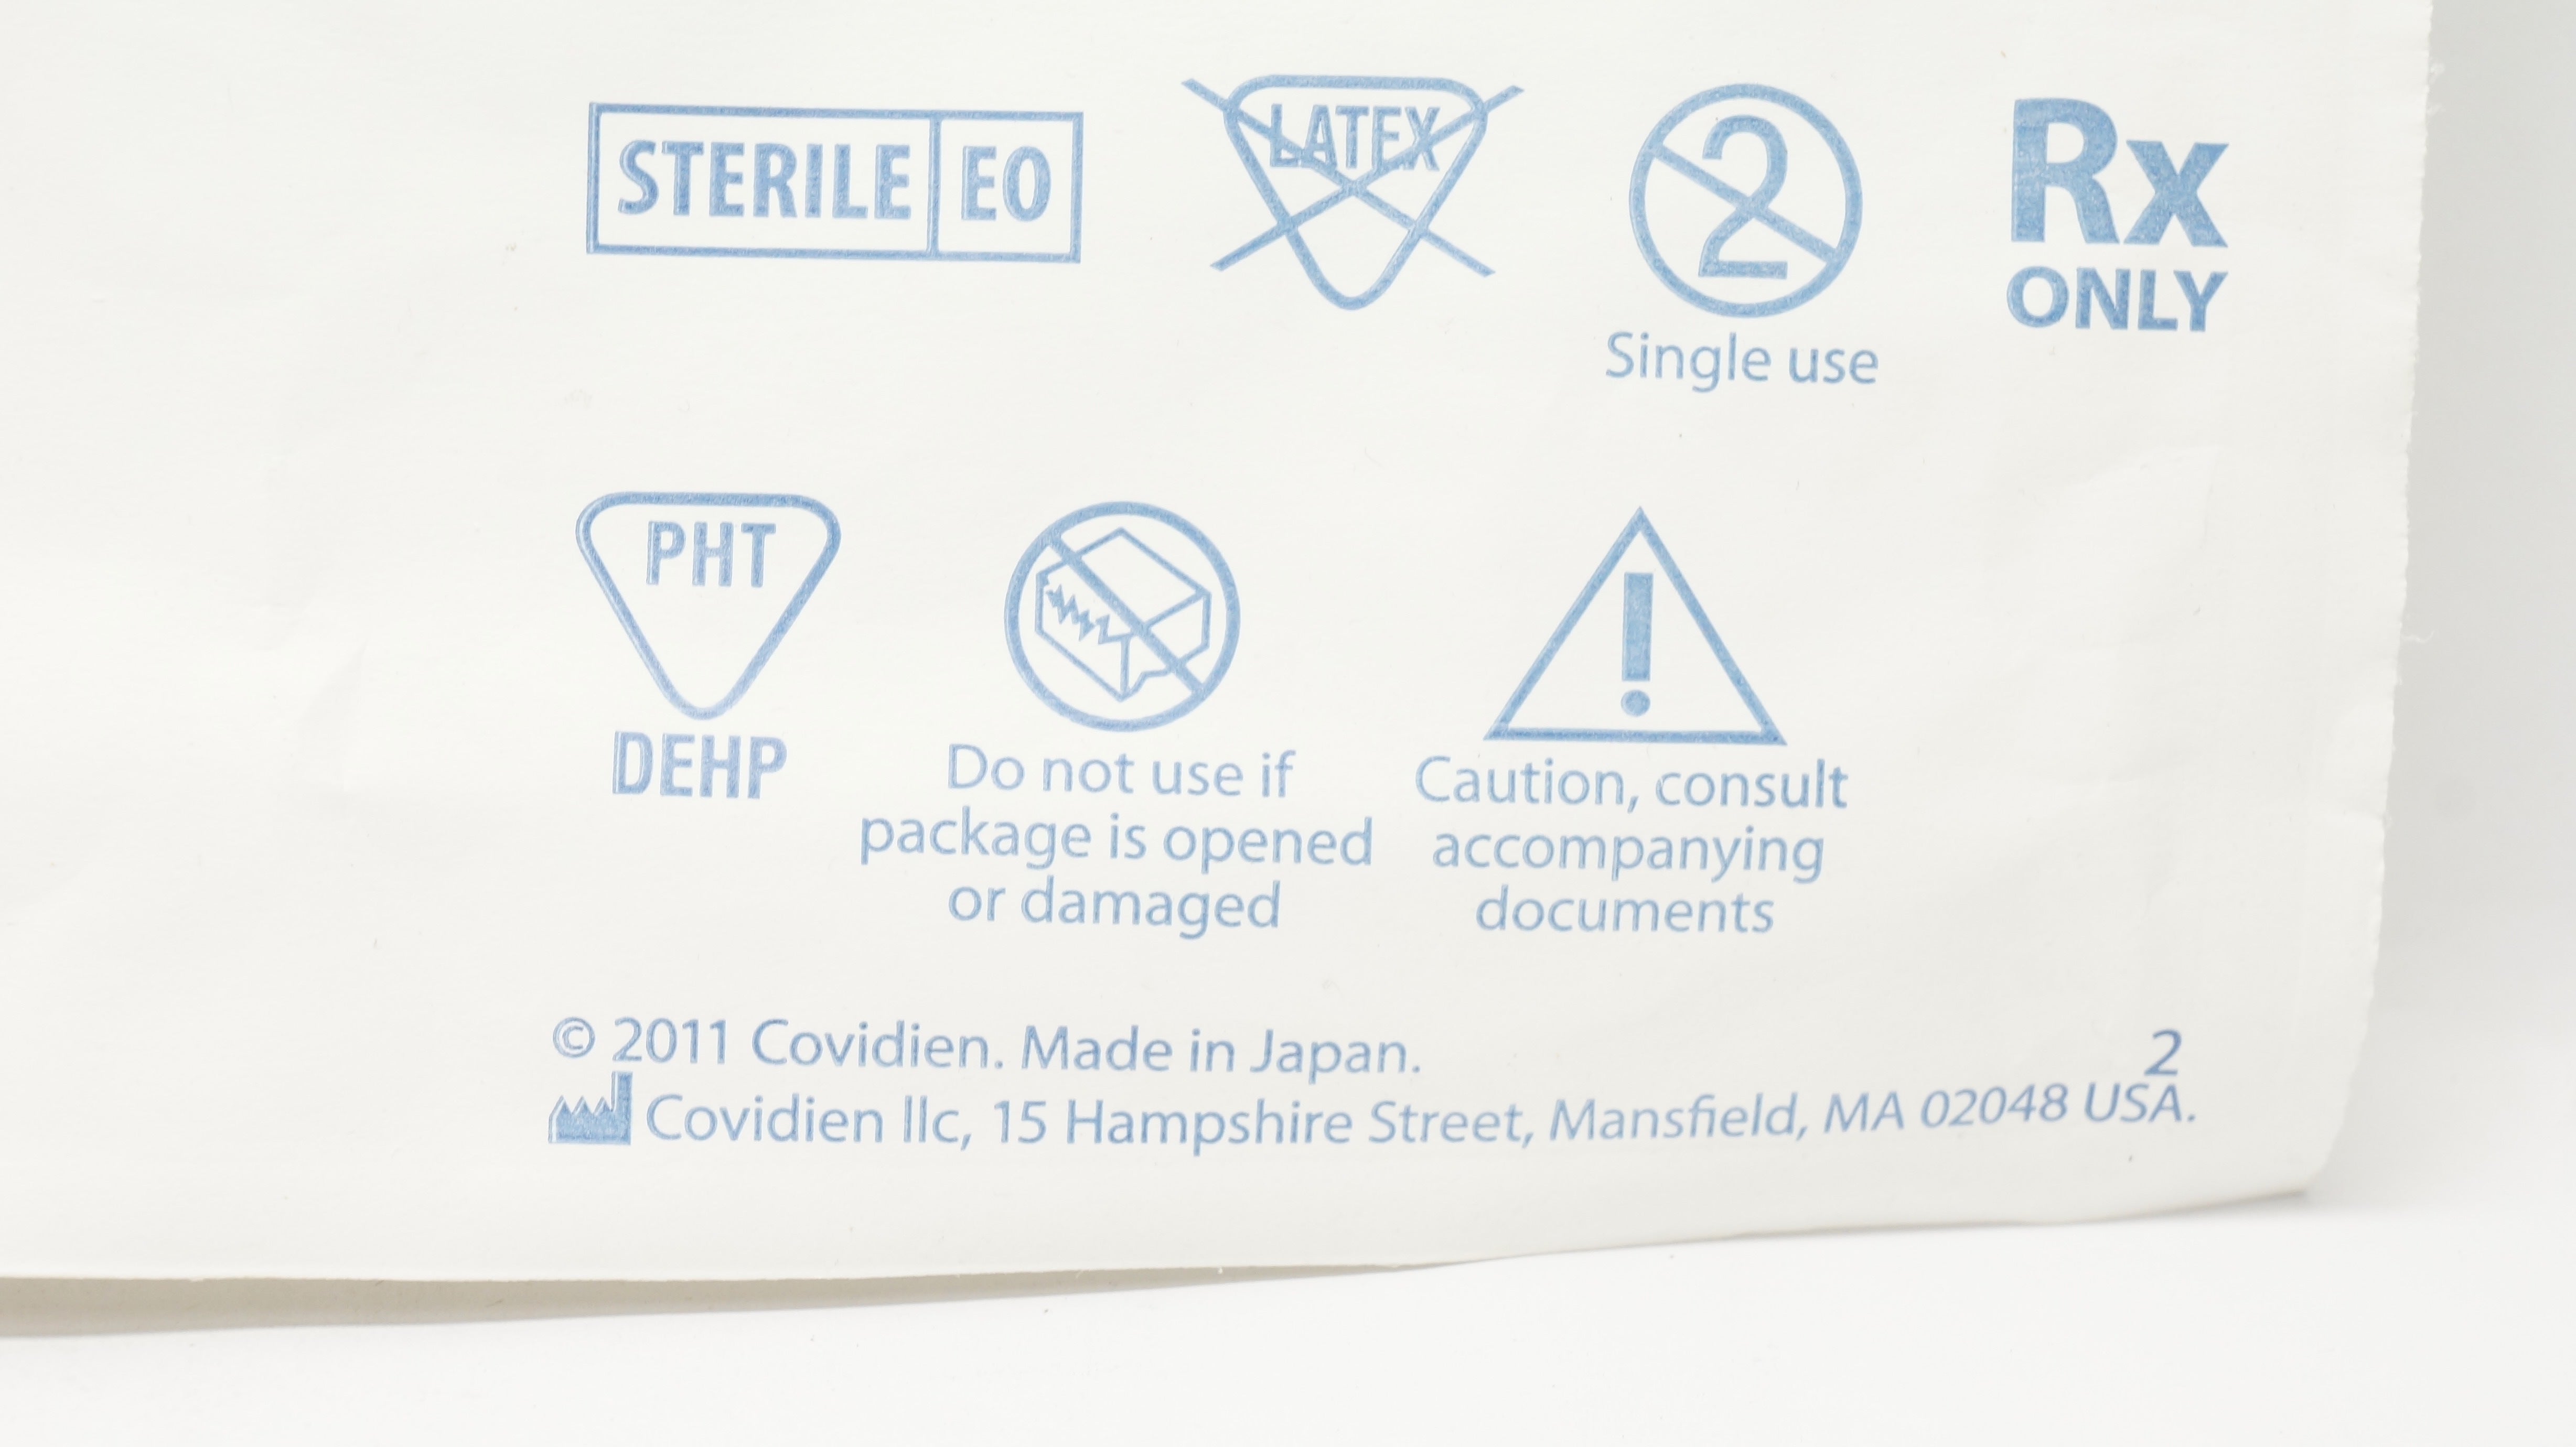 STERILE EO
LATEX
2
Single use
Rx
ONLY
PHT
DEHP
Do not use if
package is opened
or damaged
!
Caution, consult
accompanying
documents
© 2011 Covidien. Made in Japan.
2
Covidien llc, 15 Hampshire Street, Mansfield, MA 02048 USA.